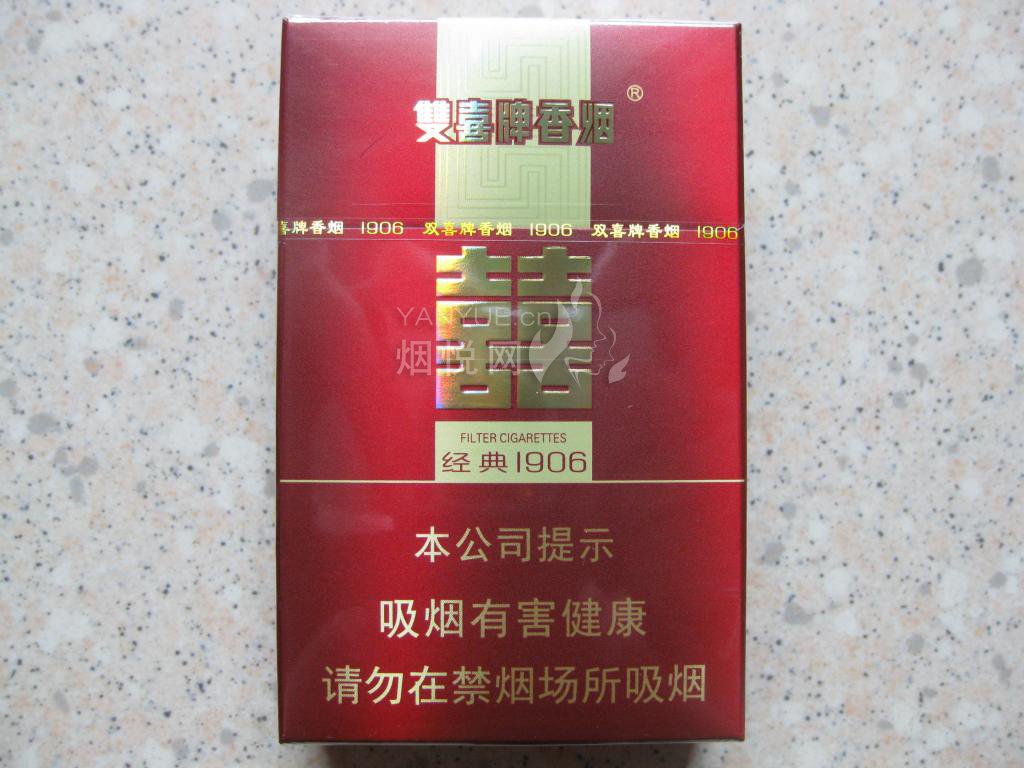 雙喜牌香烟®
喜牌香烟 1906 双喜牌香烟 1906 双喜牌香烟 1906
囍
YANYUE.cn
烟悦网
FILTER CIGARETTES
经典1906
本公司提示
吸烟有害健康
请勿在禁烟场所吸烟